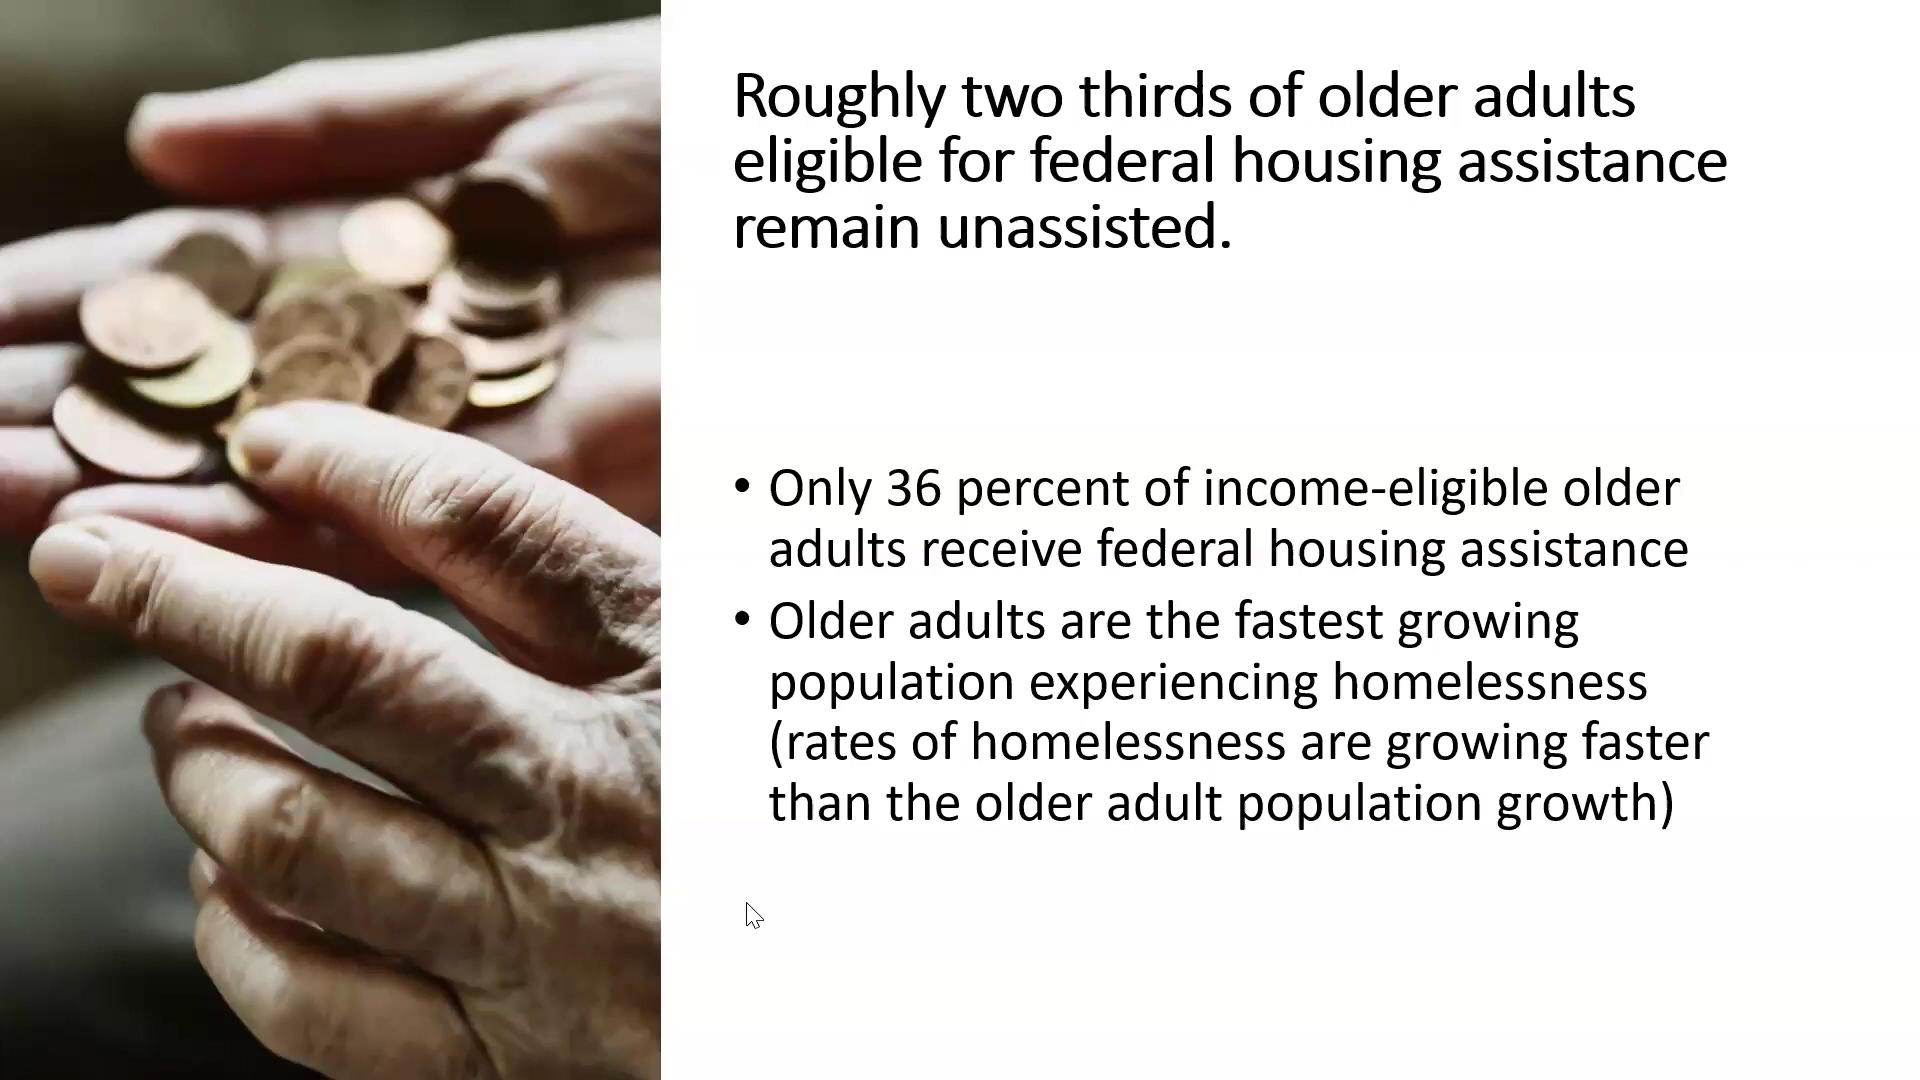 Roughly two thirds of older adults
eligible for federal housing assistance
remain unassisted.
• Only 36 percent of income-eligible older
adults receive federal housing assistance
• Older adults are the fastest growing
population experiencing homelessness
(rates of homelessness are growing faster
than the older adult population growth)